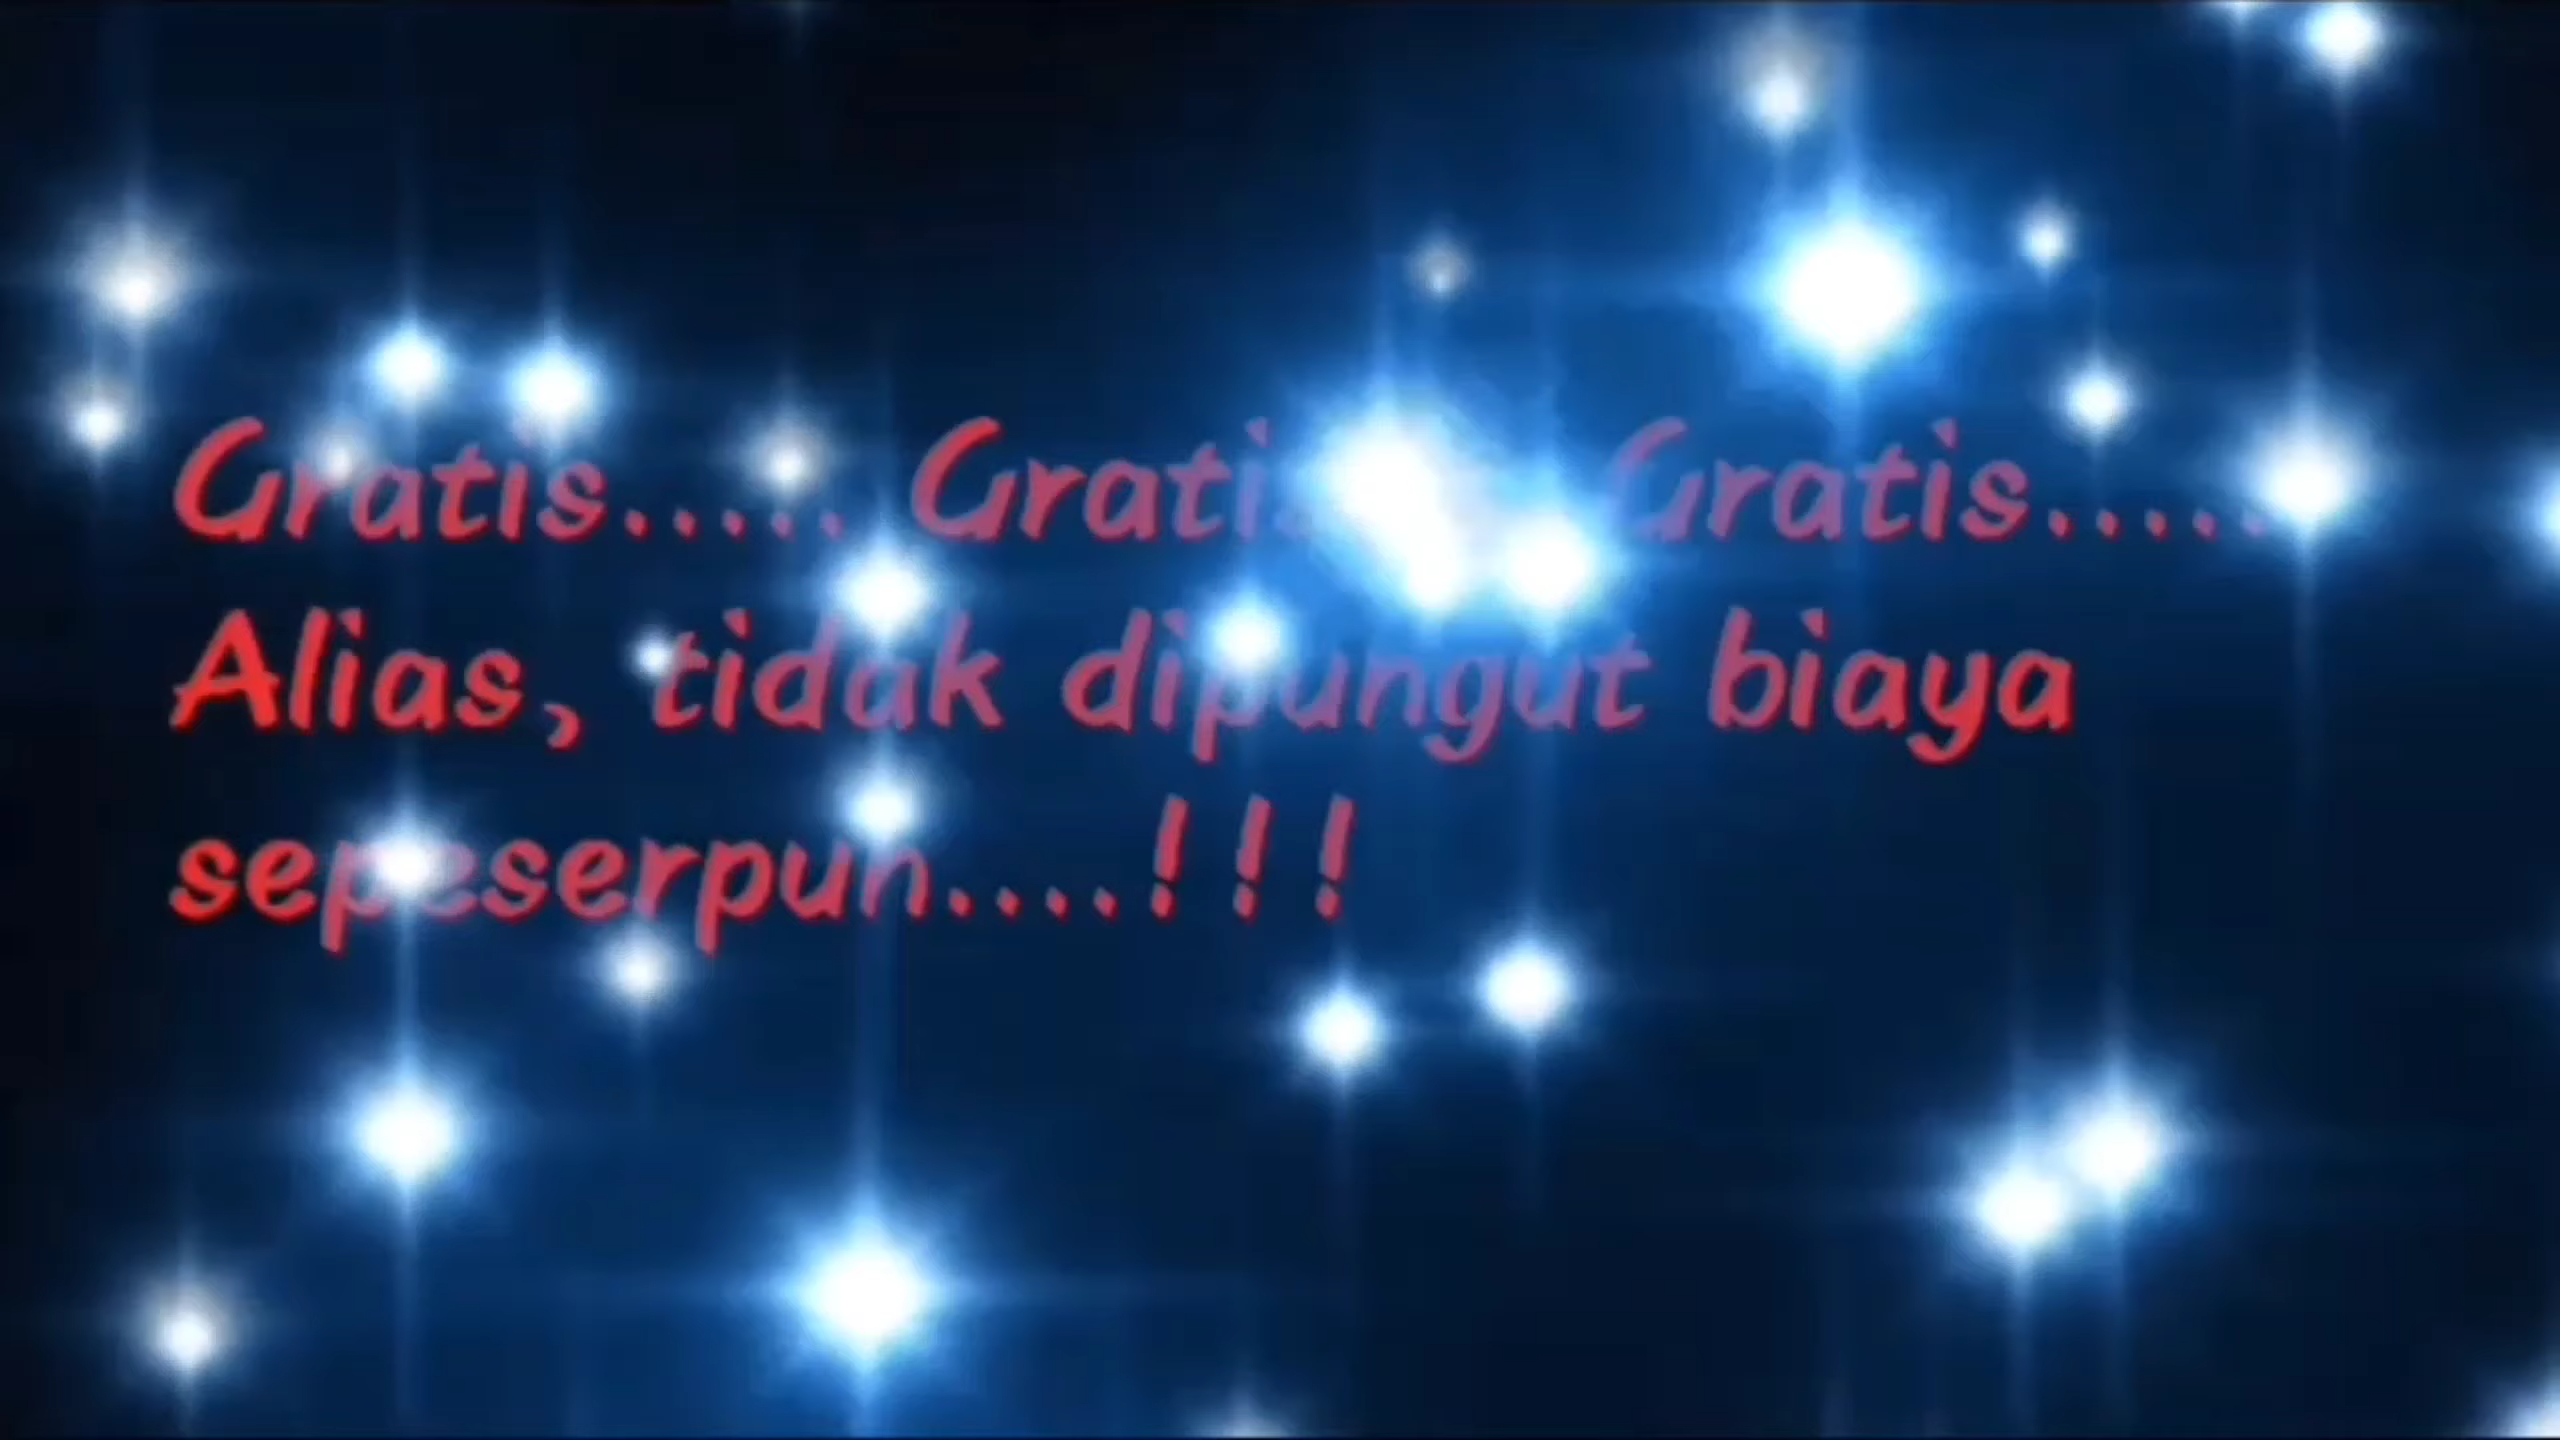 Gratis..... Gratis Gratis.....
Alias, tidak dipungut biaya
sepeserpun....!!!